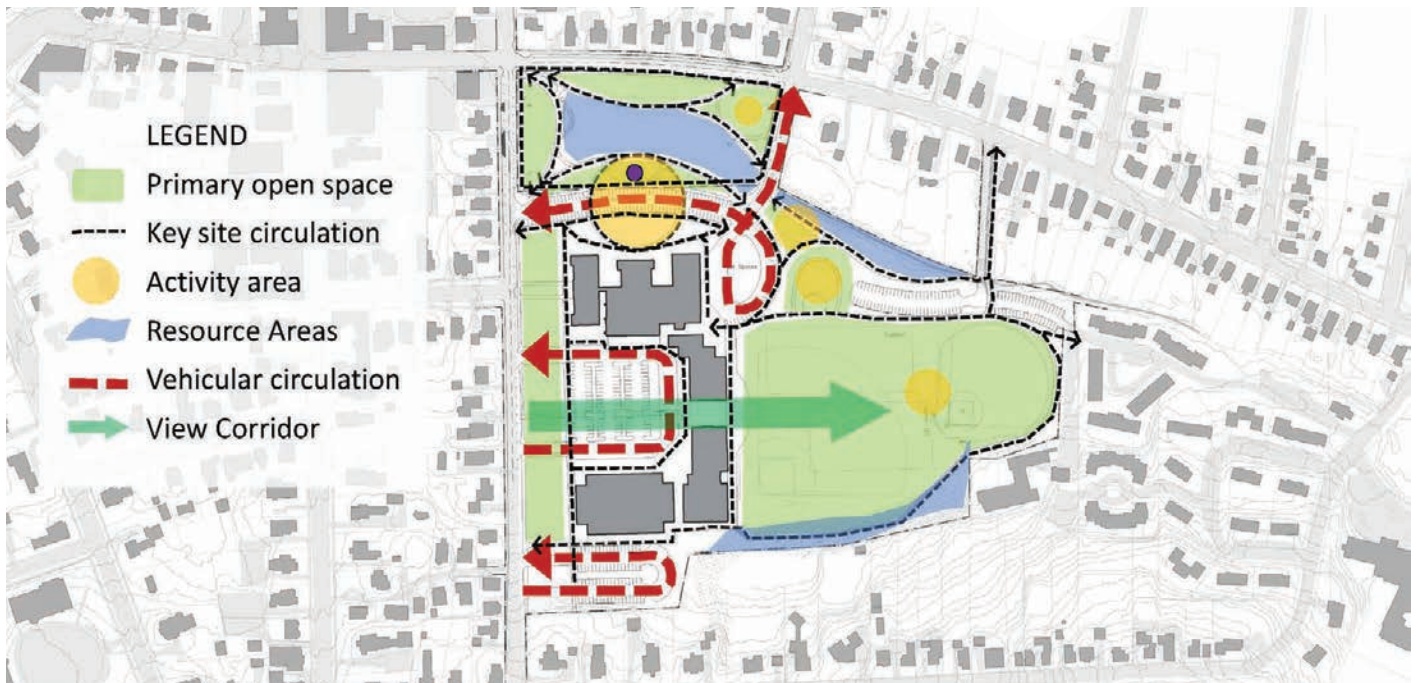 LEGEND
Primary open space
Key site circulation
Activity area
Resource Areas
Vehicular circulation
View Corridor